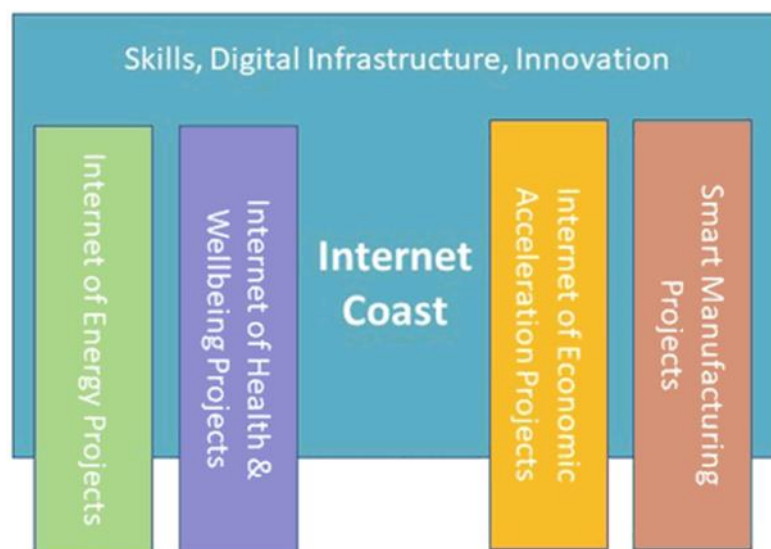 Skills, Digital Infrastructure, Innovation
Internet of Energy Projects
Internet of Health &
Wellbeing Projects
Internet
Coast
Internet of Economic
Acceleration Projects
Smart Manufacturing
Projects